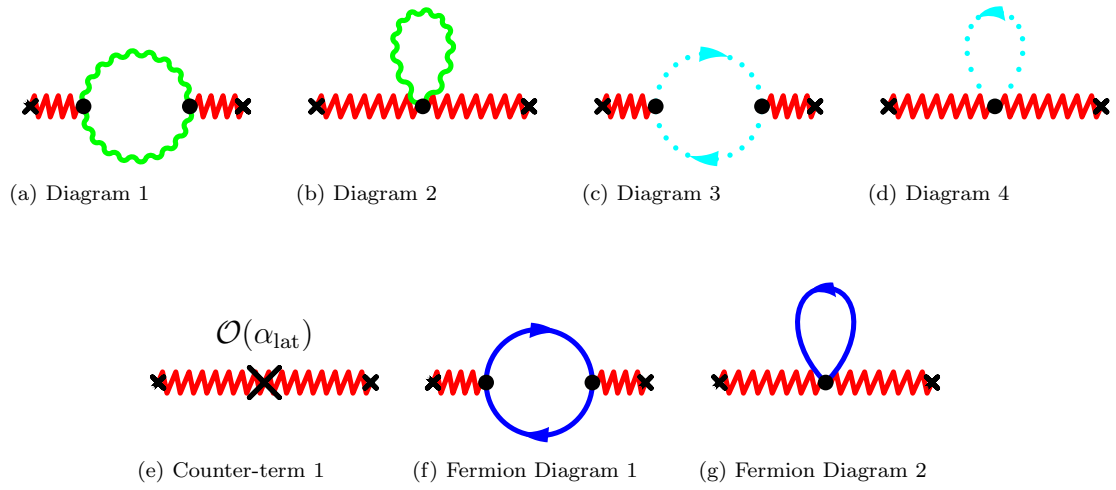 (a) Diagram 1
(b) Diagram 2
(c) Diagram 3
(d) Diagram 4
𝒪(α_lat)
(e) Counter-term 1
(f) Fermion Diagram 1
(g) Fermion Diagram 2